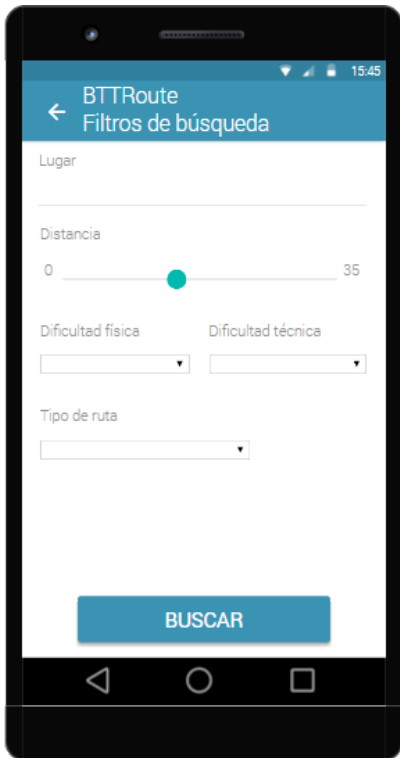 15:45
BTTRoute
Filtros de búsqueda
Lugar
Distancia
0 35
Dificultad física Dificultad técnica
Tipo de ruta
BUSCAR